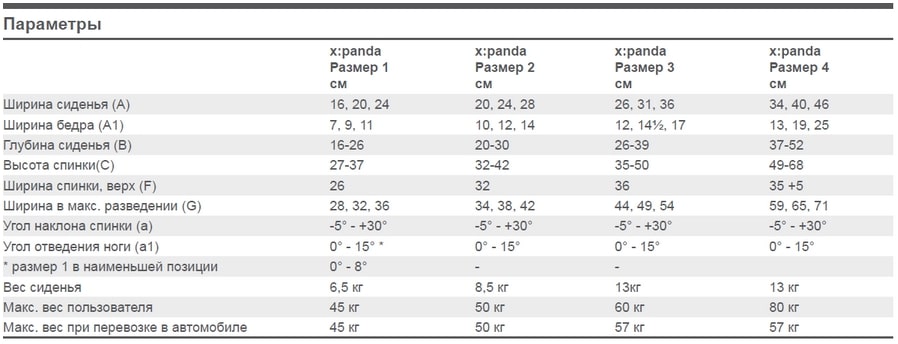 Параметры
x:panda x:panda x:panda x:panda
Размер 1 Размер 2 Размер 3 Размер 4
см см см см
Ширина сиденья (A) 16, 20, 24 20, 24, 28 26, 31, 36 34, 40, 46
Ширина бедра (A1) 7, 9, 11 10, 12, 14 12, 14½, 17 13, 19, 25
Глубина сиденья (B) 16-26 20-30 26-39 37-52
Высота спинки(C) 27-37 32-42 35-50 49-68
Ширина спинки, верх (F) 26 32 36 35 +5
Ширина в макс. разведении (G) 28, 32, 36 34, 38, 42 44, 49, 54 59, 65, 71
Угол наклона спинки (a) -5° - +30° -5° - +30° -5° - +30° -5° - +30°
Угол отведения ноги (a1) 0° - 15° * 0° - 15° 0° - 15° 0° - 15°
* размер 1 в наименьшей позиции 0° - 8° - -
Вес сиденья 6,5 кг 8,5 кг 13кг 13 кг
Макс. вес пользователя 45 кг 50 кг 60 кг 80 кг
Макс. вес при перевозке в автомобиле 45 кг 50 кг 57 кг 57 кг